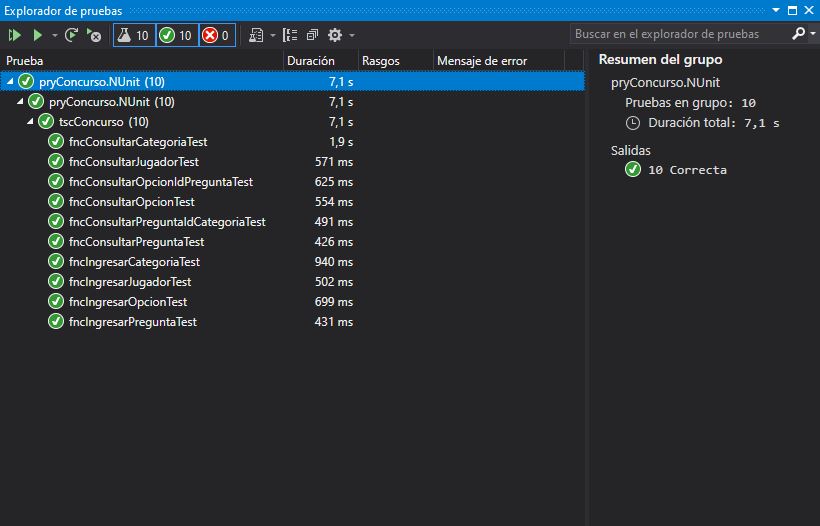 Explorador de pruebas
10 10 0
Buscar en el explorador de pruebas
Prueba Duración Rasgos Mensaje de error
pryConcurso.NUnit (10) 7,1 s
pryConcurso.NUnit (10) 7,1 s
tscConcurso (10) 7,1 s
fncConsultarCategoriaTest 1,9 s
fncConsultarJugadorTest 571 ms
fncConsultarOpcionIdPreguntaTest 625 ms
fncConsultarOpcionTest 554 ms
fncConsultarPreguntaIdCategoriaTest 491 ms
fncConsultarPreguntaTest 426 ms
fncIngresarCategoriaTest 940 ms
fncIngresarJugadorTest 502 ms
fncIngresarOpcionTest 699 ms
fncIngresarPreguntaTest 431 ms
Resumen del grupo
pryConcurso.NUnit
Pruebas en grupo: 10
Duración total: 7,1 s
Salidas
10 Correcta